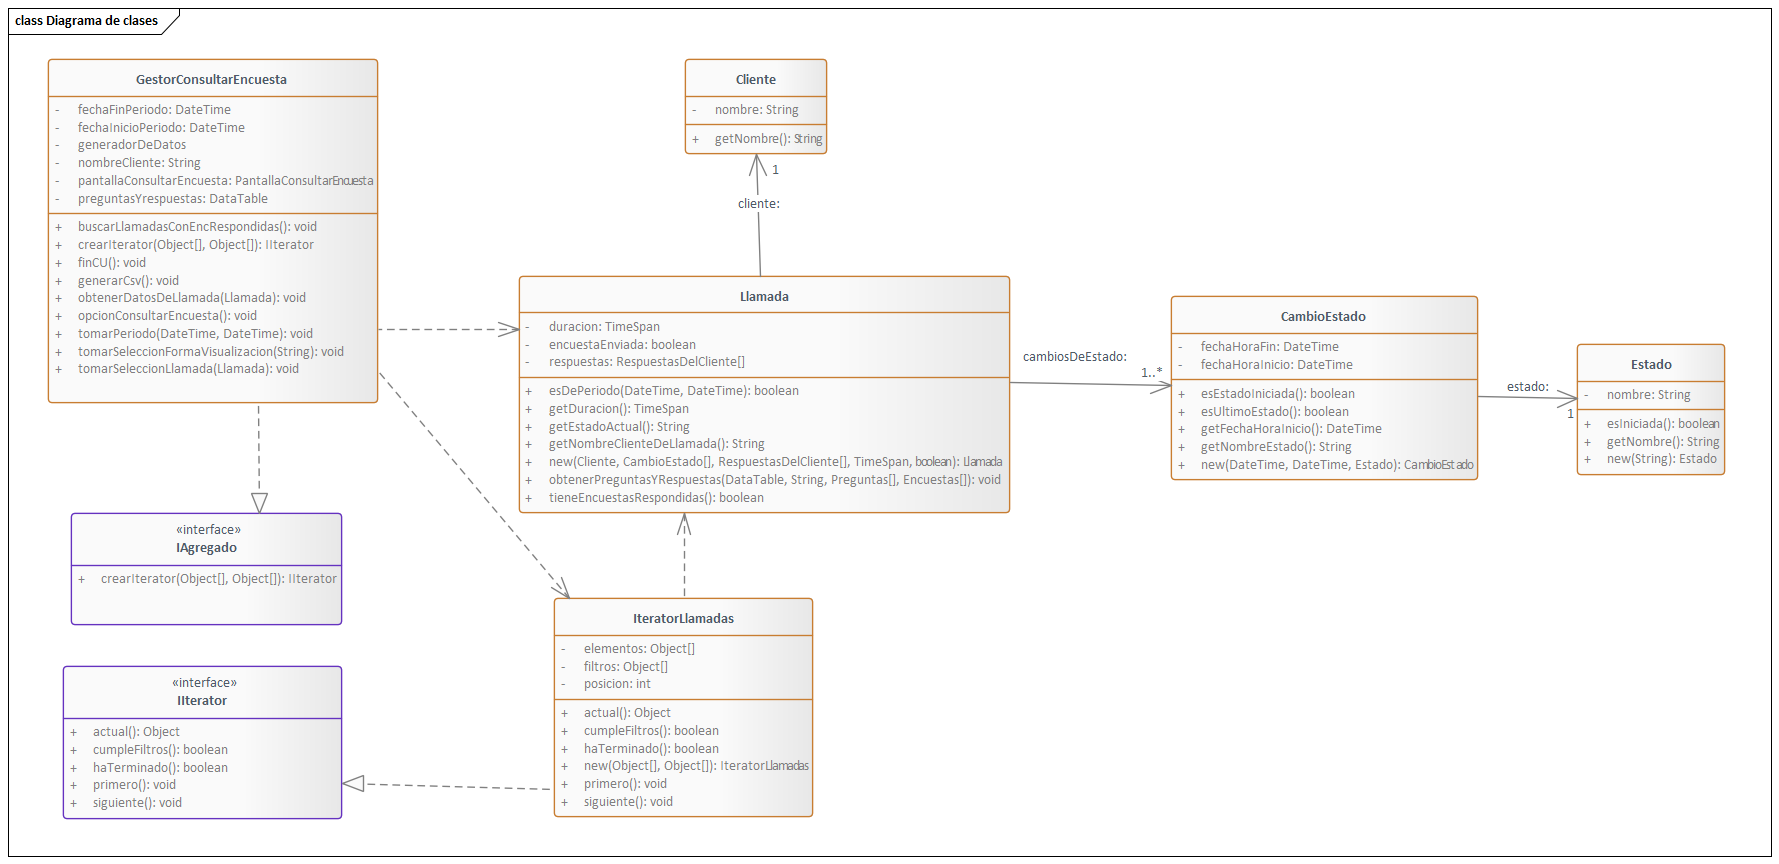 class Diagrama de clases
GestorConsultarEncuesta
- fechaFinPeriodo: DateTime
- fechaInicioPeriodo: DateTime
- generadorDeDatos
- nombreCliente: String
- pantallaConsultarEncuesta: PantallaConsultarEncuesta
- preguntasYrespuestas: DataTable
+ buscarLlamadasConEncRespondidas(): void
+ crearIterator(Object[], Object[]): IIterator
+ finCU(): void
+ generarCsv(): void
+ obtenerDatosDeLlamada(Llamada): void
+ opcionConsultarEncuesta(): void
+ tomarPeriodo(DateTime, DateTime): void
+ tomarSeleccionFormaVisualizacion(String): void
+ tomarSeleccionLlamada(Llamada): void
Cliente
- nombre: String
+ getNombre(): String
1
cliente:
Llamada
- duracion: TimeSpan
- encuestaEnviada: boolean
- respuestas: RespuestasDelCliente[]
+ esDePeriodo(DateTime, DateTime): boolean
+ getDuracion(): TimeSpan
+ getEstadoActual(): String
+ getNombreClienteDeLlamada(): String
+ new(Cliente, CambioEstado[], RespuestasDelCliente[], TimeSpan, boolean): Llamada
+ obtenerPreguntasYRespuestas(DataTable, String, Preguntas[], Encuestas[]): void
+ tieneEncuestasRespondidas(): boolean
cambiosDeEstado:
1..*
CambioEstado
- fechaHoraFin: DateTime
- fechaHoraInicio: DateTime
+ esEstadoIniciada(): boolean
+ esUltimoEstado(): boolean
+ getFechaHoraInicio(): DateTime
+ getNombreEstado(): String
+ new(DateTime, DateTime, Estado): CambioEstado
estado:
1
Estado
- nombre: String
+ esIniciada(): boolean
+ getNombre(): String
+ new(String): Estado
«interface»
IAgregado
+ crearIterator(Object[], Object[]): IIterator
«interface»
IIterator
+ actual(): Object
+ cumpleFiltros(): boolean
+ haTerminado(): boolean
+ primero(): void
+ siguiente(): void
IteratorLlamadas
- elementos: Object[]
- filtros: Object[]
- posicion: int
+ actual(): Object
+ cumpleFiltros(): boolean
+ haTerminado(): boolean
+ new(Object[], Object[]): IteratorLlamadas
+ primero(): void
+ siguiente(): void